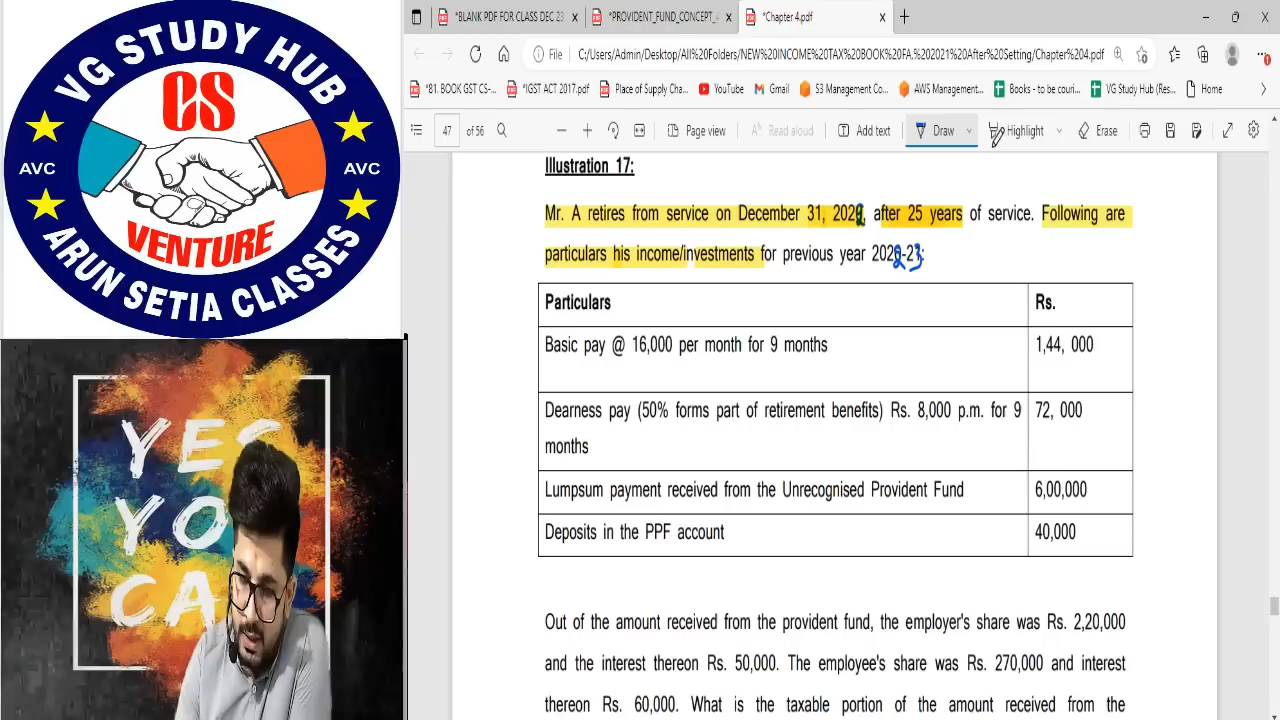 VG STUDY HUB
CS
AVC
AVC
VENTURE
ARUN SETIA CLASSES
YES
YO
CA
*BLANK PDF FOR CLASS DEC 23
*PROVIDENT_FUND_CONCEPT_A
*Chapter 4.pdf
File
C:/Users/Admin/Desktop/All%20Folders/NEW%20INCOME%20TAX%20BOOK%20FA,%202021%20After%20Setting/Chapter%204.pdf
*81. BOOK GST CS-...
*IGST ACT 2017.pdf
Place of Supply Cha...
YouTube
Gmail
S3 Management Co...
AWS Management...
Books - to be couri...
VG Study Hub (Res...
Home
47 of 56
Page view
Read aloud
Add text
Draw
Highlight
Erase
Illustration 17:
Mr. A retires from service on December 31, 2022, after 25 years of service. Following are
particulars his income/investments for previous year 2022-23:
Particulars Rs.
Basic pay @ 16,000 per month for 9 months 1,44, 000
Dearness pay (50% forms part of retirement benefits) Rs. 8,000 p.m. for 9 72, 000
months
Lumpsum payment received from the Unrecognised Provident Fund 6,00,000
Deposits in the PPF account 40,000
Out of the amount received from the provident fund, the employer's share was Rs. 2,20,000
and the interest thereon Rs. 50,000. The employee's share was Rs. 270,000 and interest
thereon Rs. 60,000. What is the taxable portion of the amount received from the